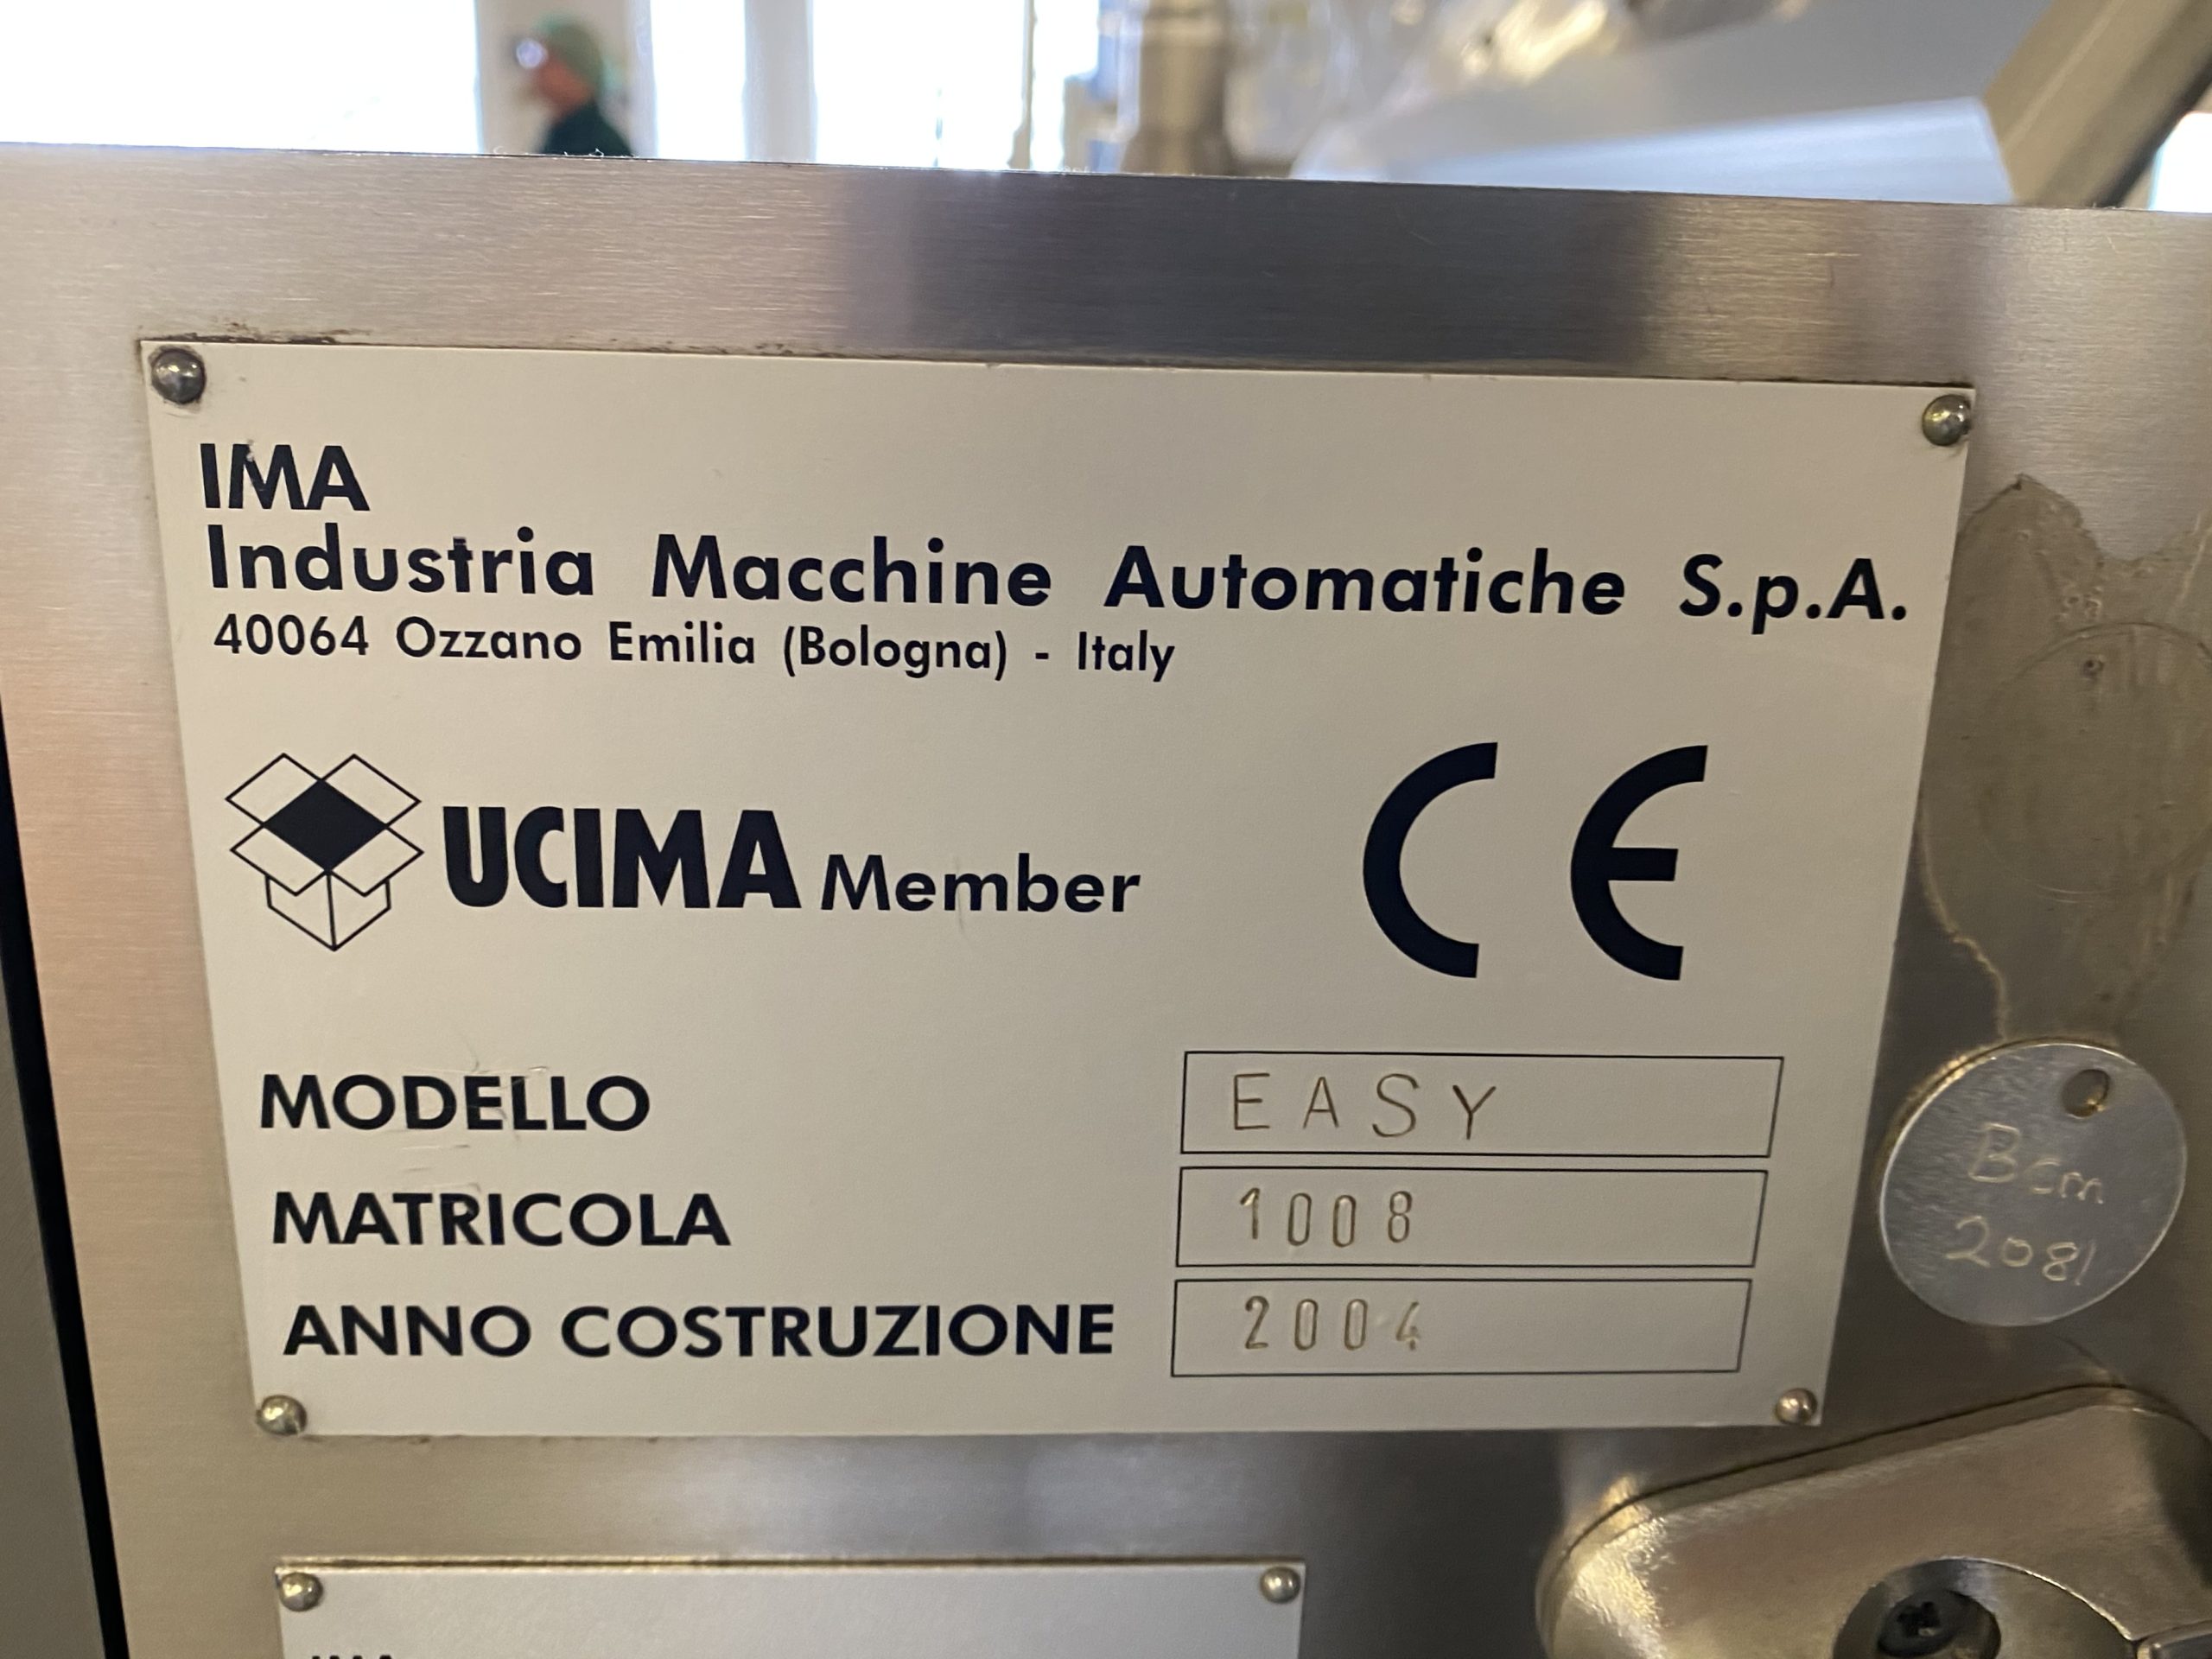 IMA
Industria Macchine Automatiche S.p.A.
40064 Ozzano Emilia (Bologna) - Italy
UCIMA Member
CE
MODELLO EASY
MATRICOLA 1008
ANNO COSTRUZIONE 2004
Bcm
2081